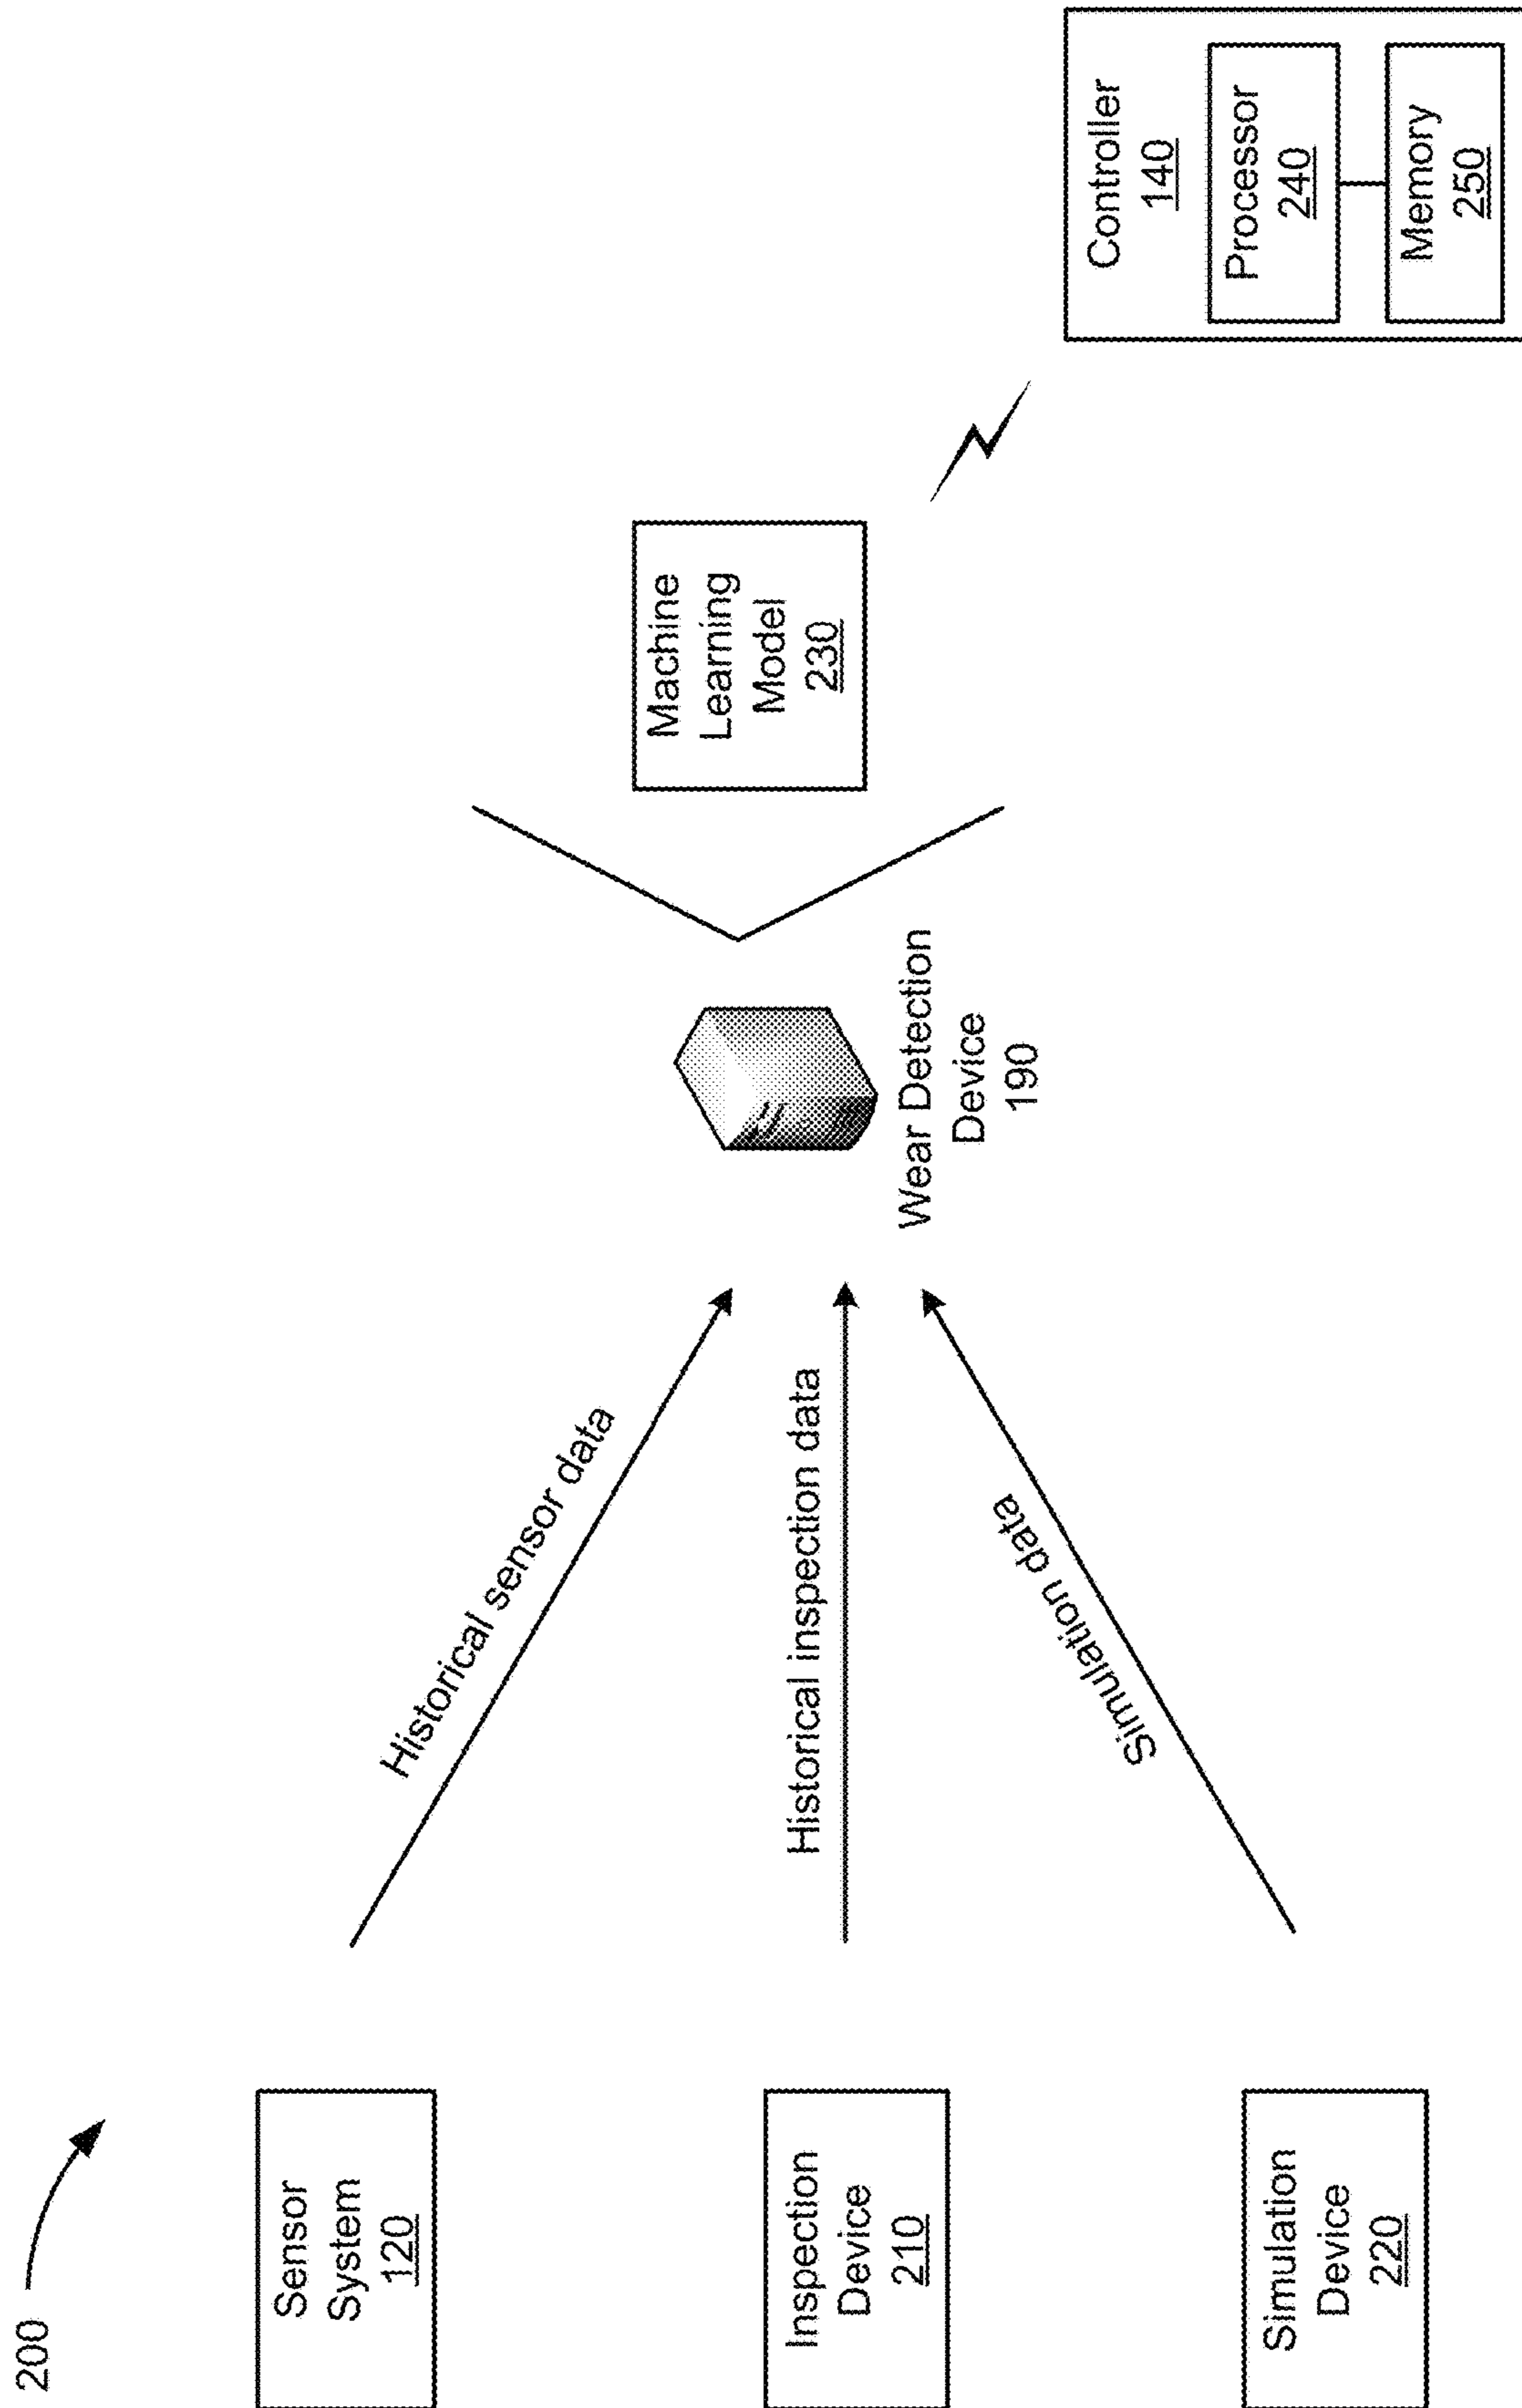 200
Sensor
System
120
Historical sensor data
Inspection
Device
210
Historical inspection data
Simulation
Device
220
Simulation data
Wear Detection
Device
190
Machine
Learning
Model
230
Controller
140
Processor
240
Memory
250